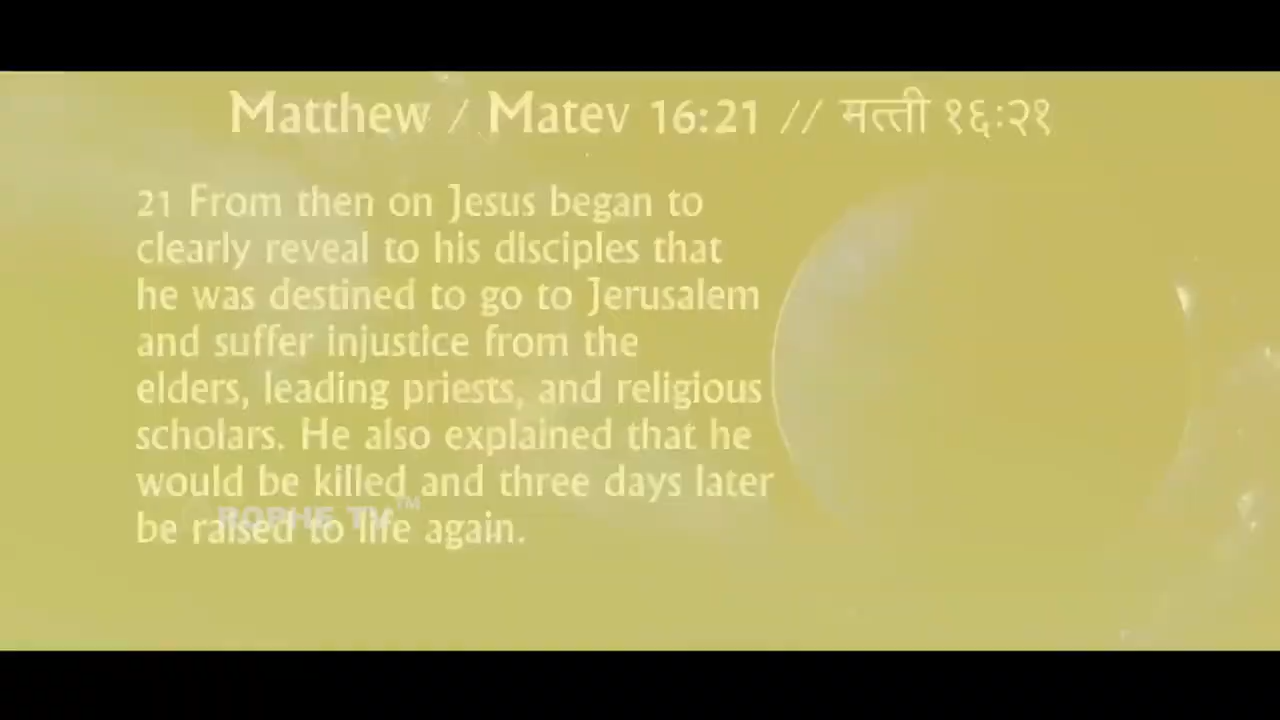 Matthew / Matev 16:21 // मत्ती १६:२१
21 From then on Jesus began to
clearly reveal to his disciples that
he was destined to go to Jerusalem
and suffer injustice from the
elders, leading priests, and religious
scholars. He also explained that he
would be killed and three days later
be raised to life again.
ROPHE TV™